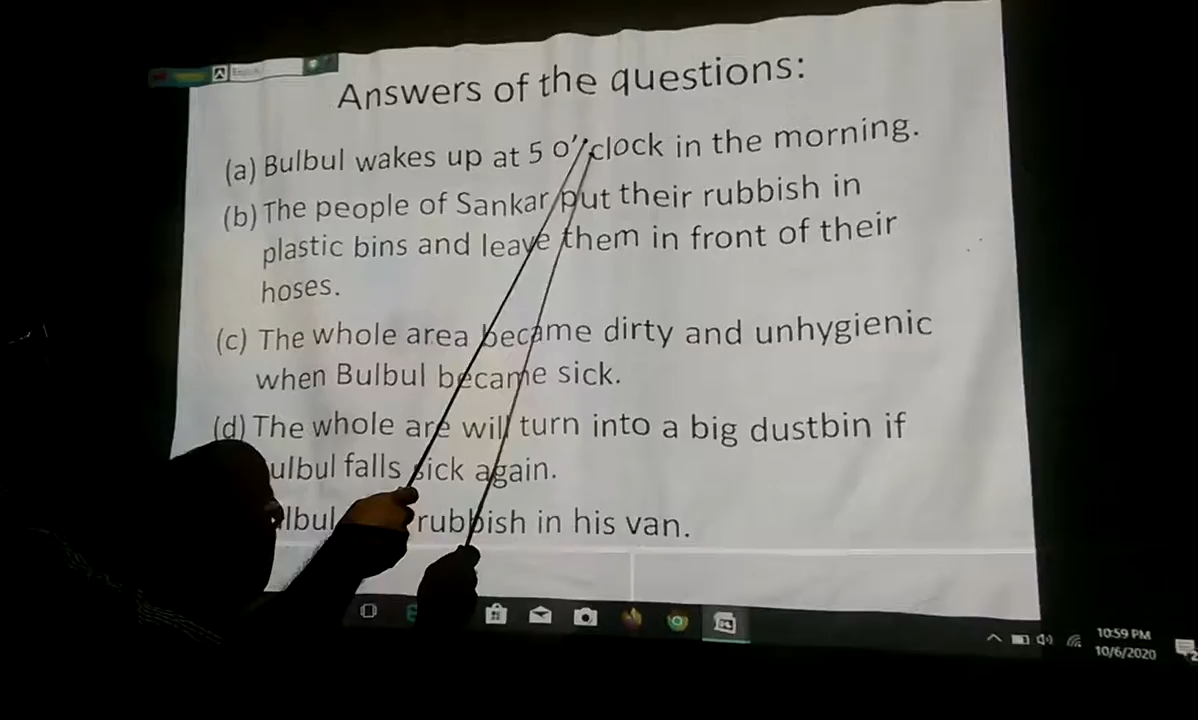 Answers of the questions:
(a) Bulbul wakes up at 5 o'clock in the morning.
(b) The people of Sankar put their rubbish in
plastic bins and leave them in front of their
hoses.
(c) The whole area became dirty and unhygienic
when Bulbul became sick.
(d) The whole are will turn into a big dustbin if
ulbul falls sick again.
lbul rubbish in his van.
10:59 PM
10/6/2020
2